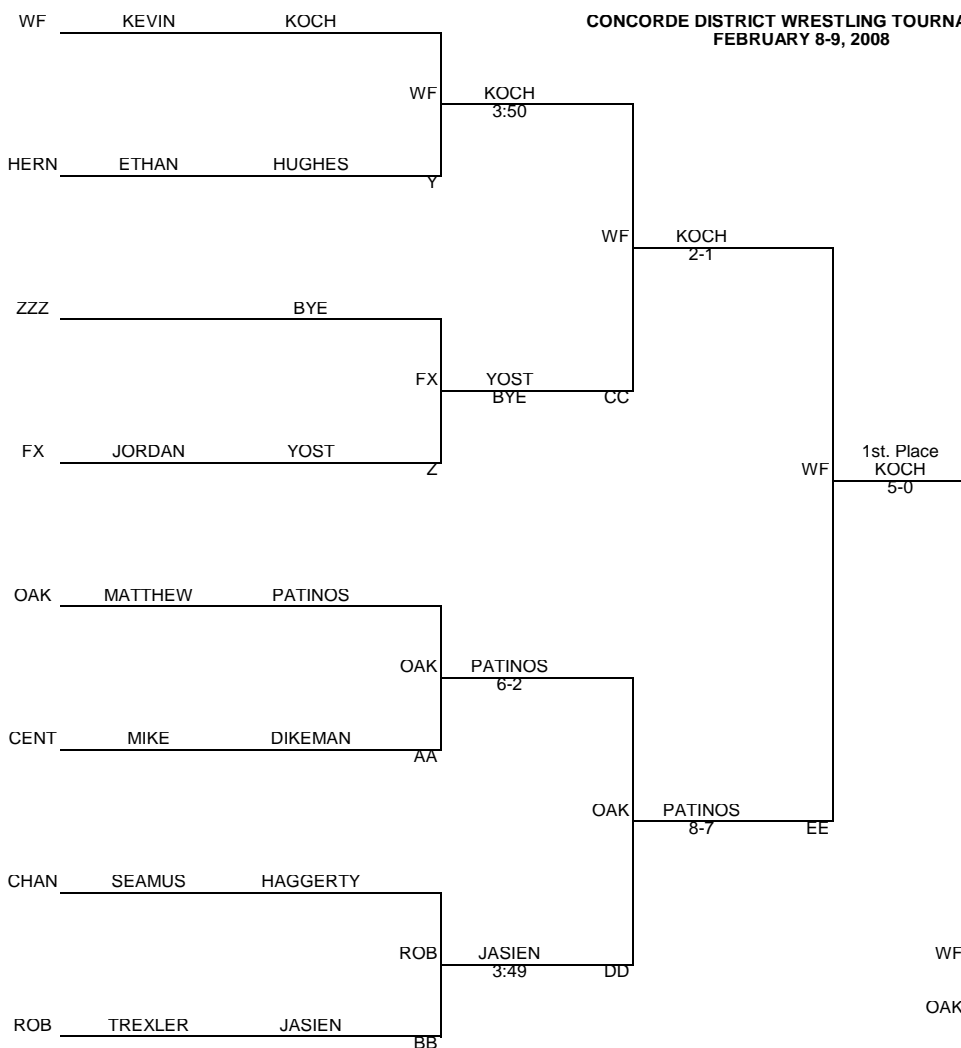 CONCORDE DISTRICT WRESTLING TOURNA
FEBRUARY 8-9, 2008
WF KEVIN KOCH
WF KOCH
3:50
HERN ETHAN HUGHES
Y
WF KOCH
2-1
ZZZ BYE
FX YOST
BYE CC
FX JORDAN YOST
Z
1st. Place
WF KOCH
5-0
OAK MATTHEW PATINOS
OAK PATINOS
6-2
CENT MIKE DIKEMAN
AA
OAK PATINOS
8-7 EE
CHAN SEAMUS HAGGERTY
ROB JASIEN
3:49 DD
WF
OAK
ROB TREXLER JASIEN
BB